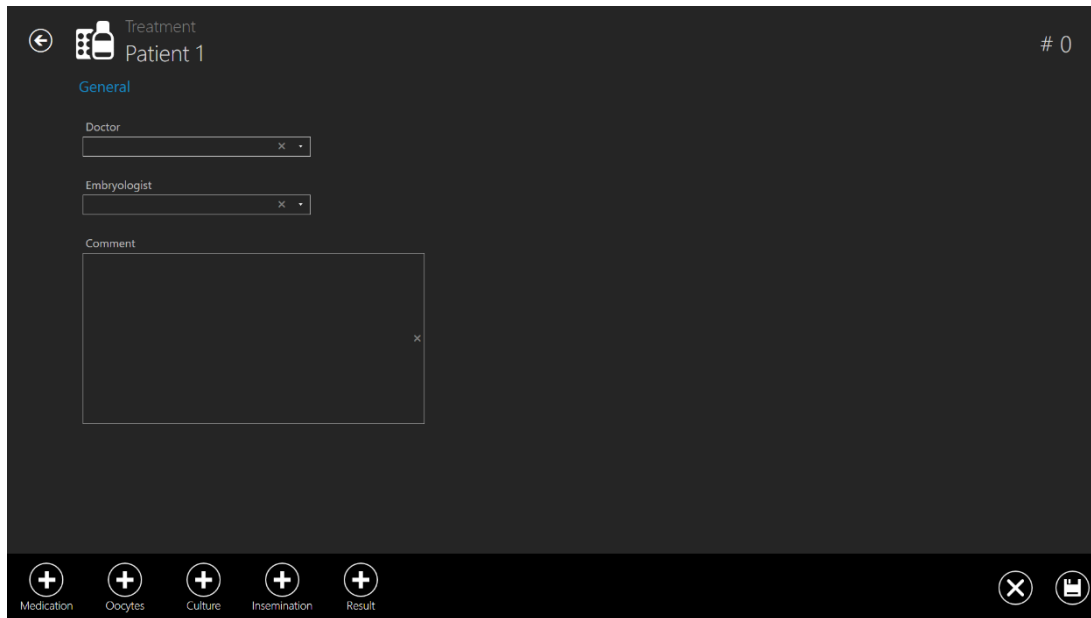 Treatment
Patient 1
# 0
General
Doctor
Embryologist
Comment
Medication
Oocytes
Culture
Insemination
Result